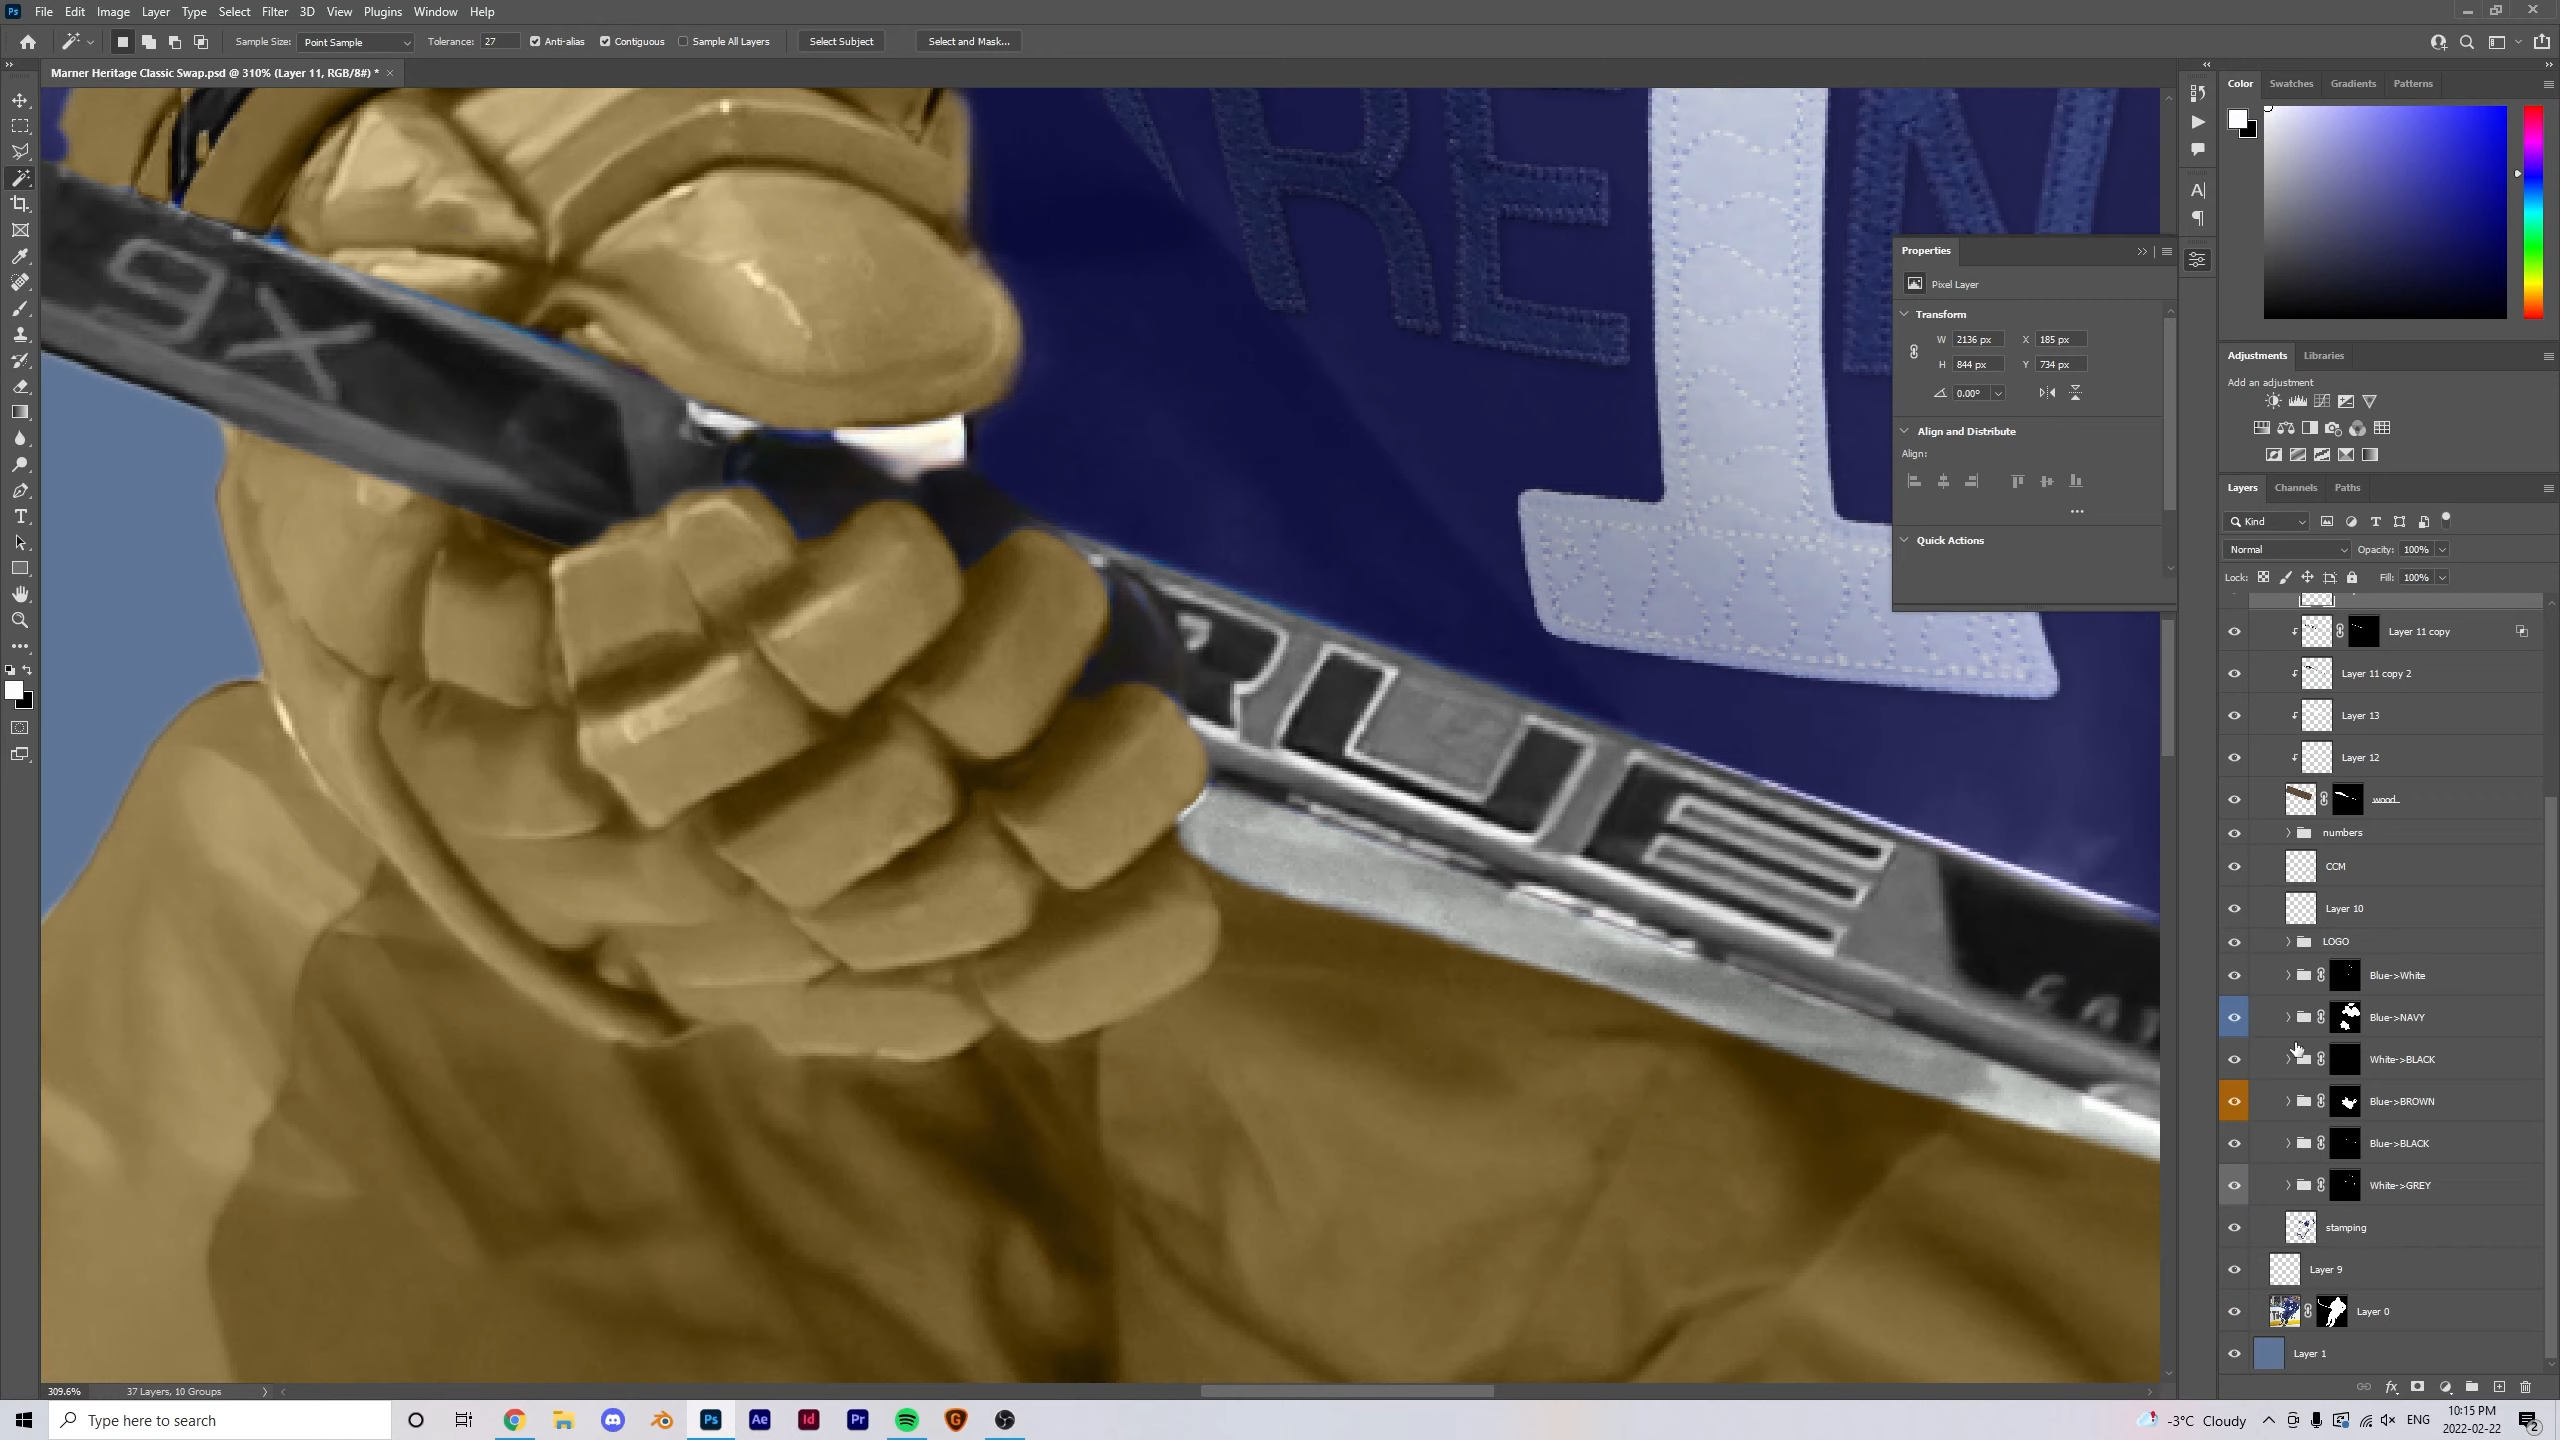 Ps File Edit Image Layer Type Select Filter 3D View Plugins Window Help
Sample Size: Point Sample Tolerance: 27 Anti-alias Contiguous Sample All Layers Select Subject Select and Mask...
Marner Heritage Classic Swap.psd @ 310% (Layer 11, RGB/8#) * ×
Color Swatches Gradients Patterns
Properties
Pixel Layer
Transform
W 2136 px X 185 px
H 844 px Y 734 px
0.00°
Align and Distribute
Align:
Quick Actions
Adjustments Libraries
Add an adjustment
Layers Channels Paths
Kind
Normal Opacity: 100%
Lock: Fill: 100%
Layer 11 copy
Layer 11 copy 2
Layer 13
Layer 12
wood
numbers
CCM
Layer 10
LOGO
Blue->White
Blue->NAVY
White->BLACK
Blue->BROWN
Blue->BLACK
White->GREY
stamping
Layer 9
Layer 0
Layer 1
REN
9X
309.6% 37 Layers, 10 Groups
Type here to search
Ps Ae Id Pr
-3°C Cloudy ENG
10:15 PM
2022-02-22
2